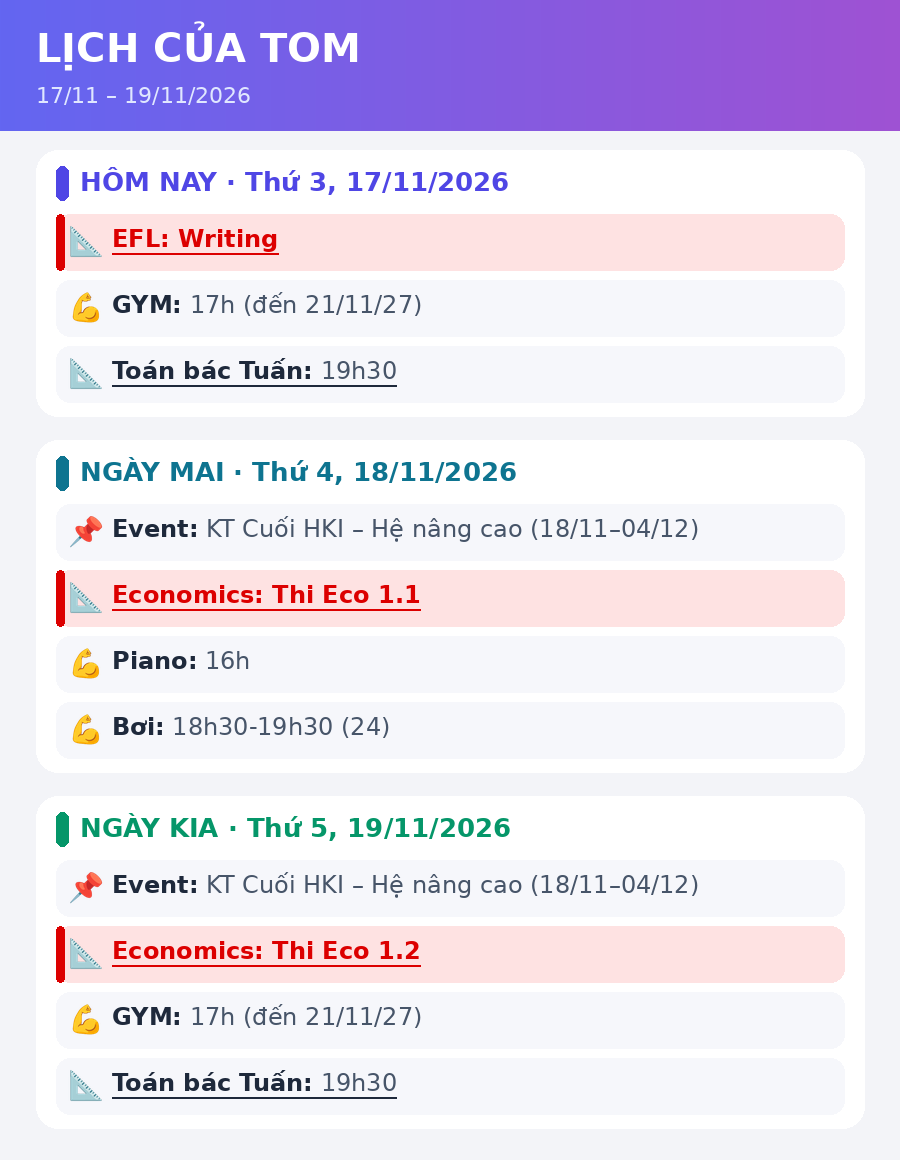 LỊCH CỦA TOM
17/11 – 19/11/2026
HÔM NAY · Thứ 3, 17/11/2026
EFL: Writing
GYM: 17h (đến 21/11/27)
Toán bác Tuấn: 19h30
NGÀY MAI · Thứ 4, 18/11/2026
Event: KT Cuối HKI – Hệ nâng cao (18/11–04/12)
Economics: Thi Eco 1.1
Piano: 16h
Bơi: 18h30-19h30 (24)
NGÀY KIA · Thứ 5, 19/11/2026
Event: KT Cuối HKI – Hệ nâng cao (18/11–04/12)
Economics: Thi Eco 1.2
GYM: 17h (đến 21/11/27)
Toán bác Tuấn: 19h30